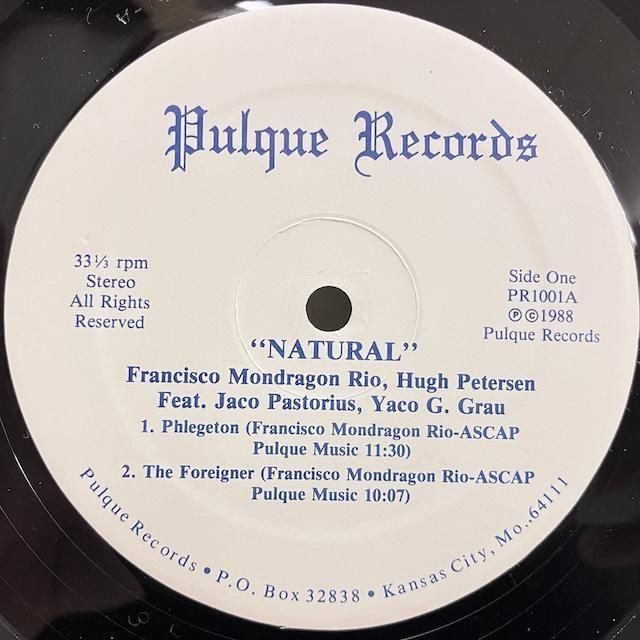 Pulque Records
33⅓ rpm
Stereo
All Rights
Reserved
Side One
PR1001A
℗ ©1988
Pulque Records
“NATURAL”
Francisco Mondragon Rio, Hugh Petersen
Feat. Jaco Pastorius, Yaco G. Grau
1. Phlegeton (Francisco Mondragon Rio-ASCAP
Pulque Music 11:30)
2. The Foreigner (Francisco Mondragon Rio-ASCAP
Pulque Music 10:07)
Pulque Records • P.O. Box 32838 • Kansas City, Mo..64111